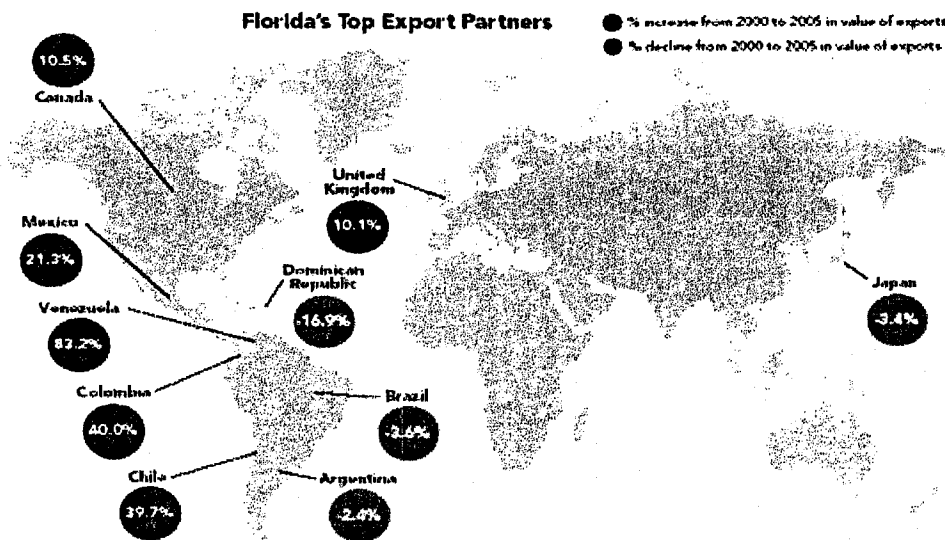 Florida's Top Export Partners
% increase from 2000 to 2005 in value of exports
% decline from 2000 to 2005 in value of exports
10.5%
Canada
United
Kingdom
10.1%
Mexico
21.3%
Dominican
Republic
-16.9%
Japan
-3.4%
Venezuela
83.2%
Colombia
40.0%
Brazil
Chile
39.7%
Argentina
-2.4%